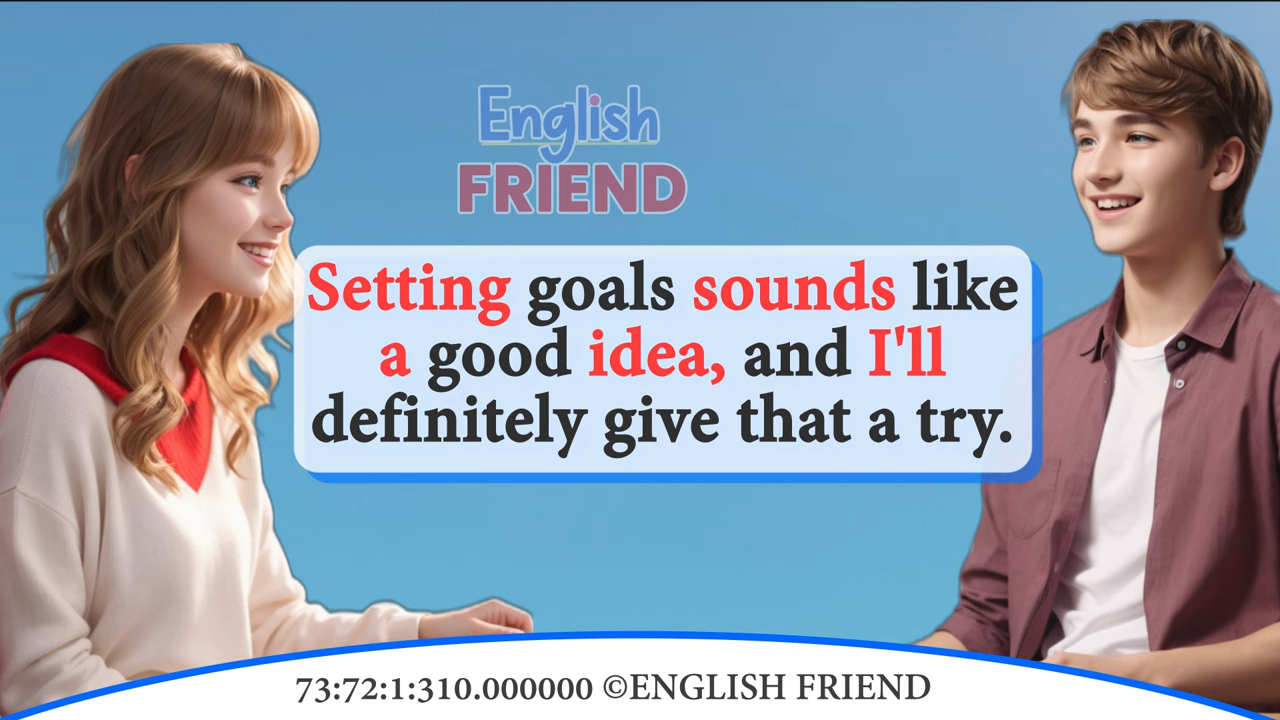 English
FRIEND
Setting goals sounds like
a good idea, and I'll
definitely give that a try.
73:72:1:310.000000 ©ENGLISH FRIEND